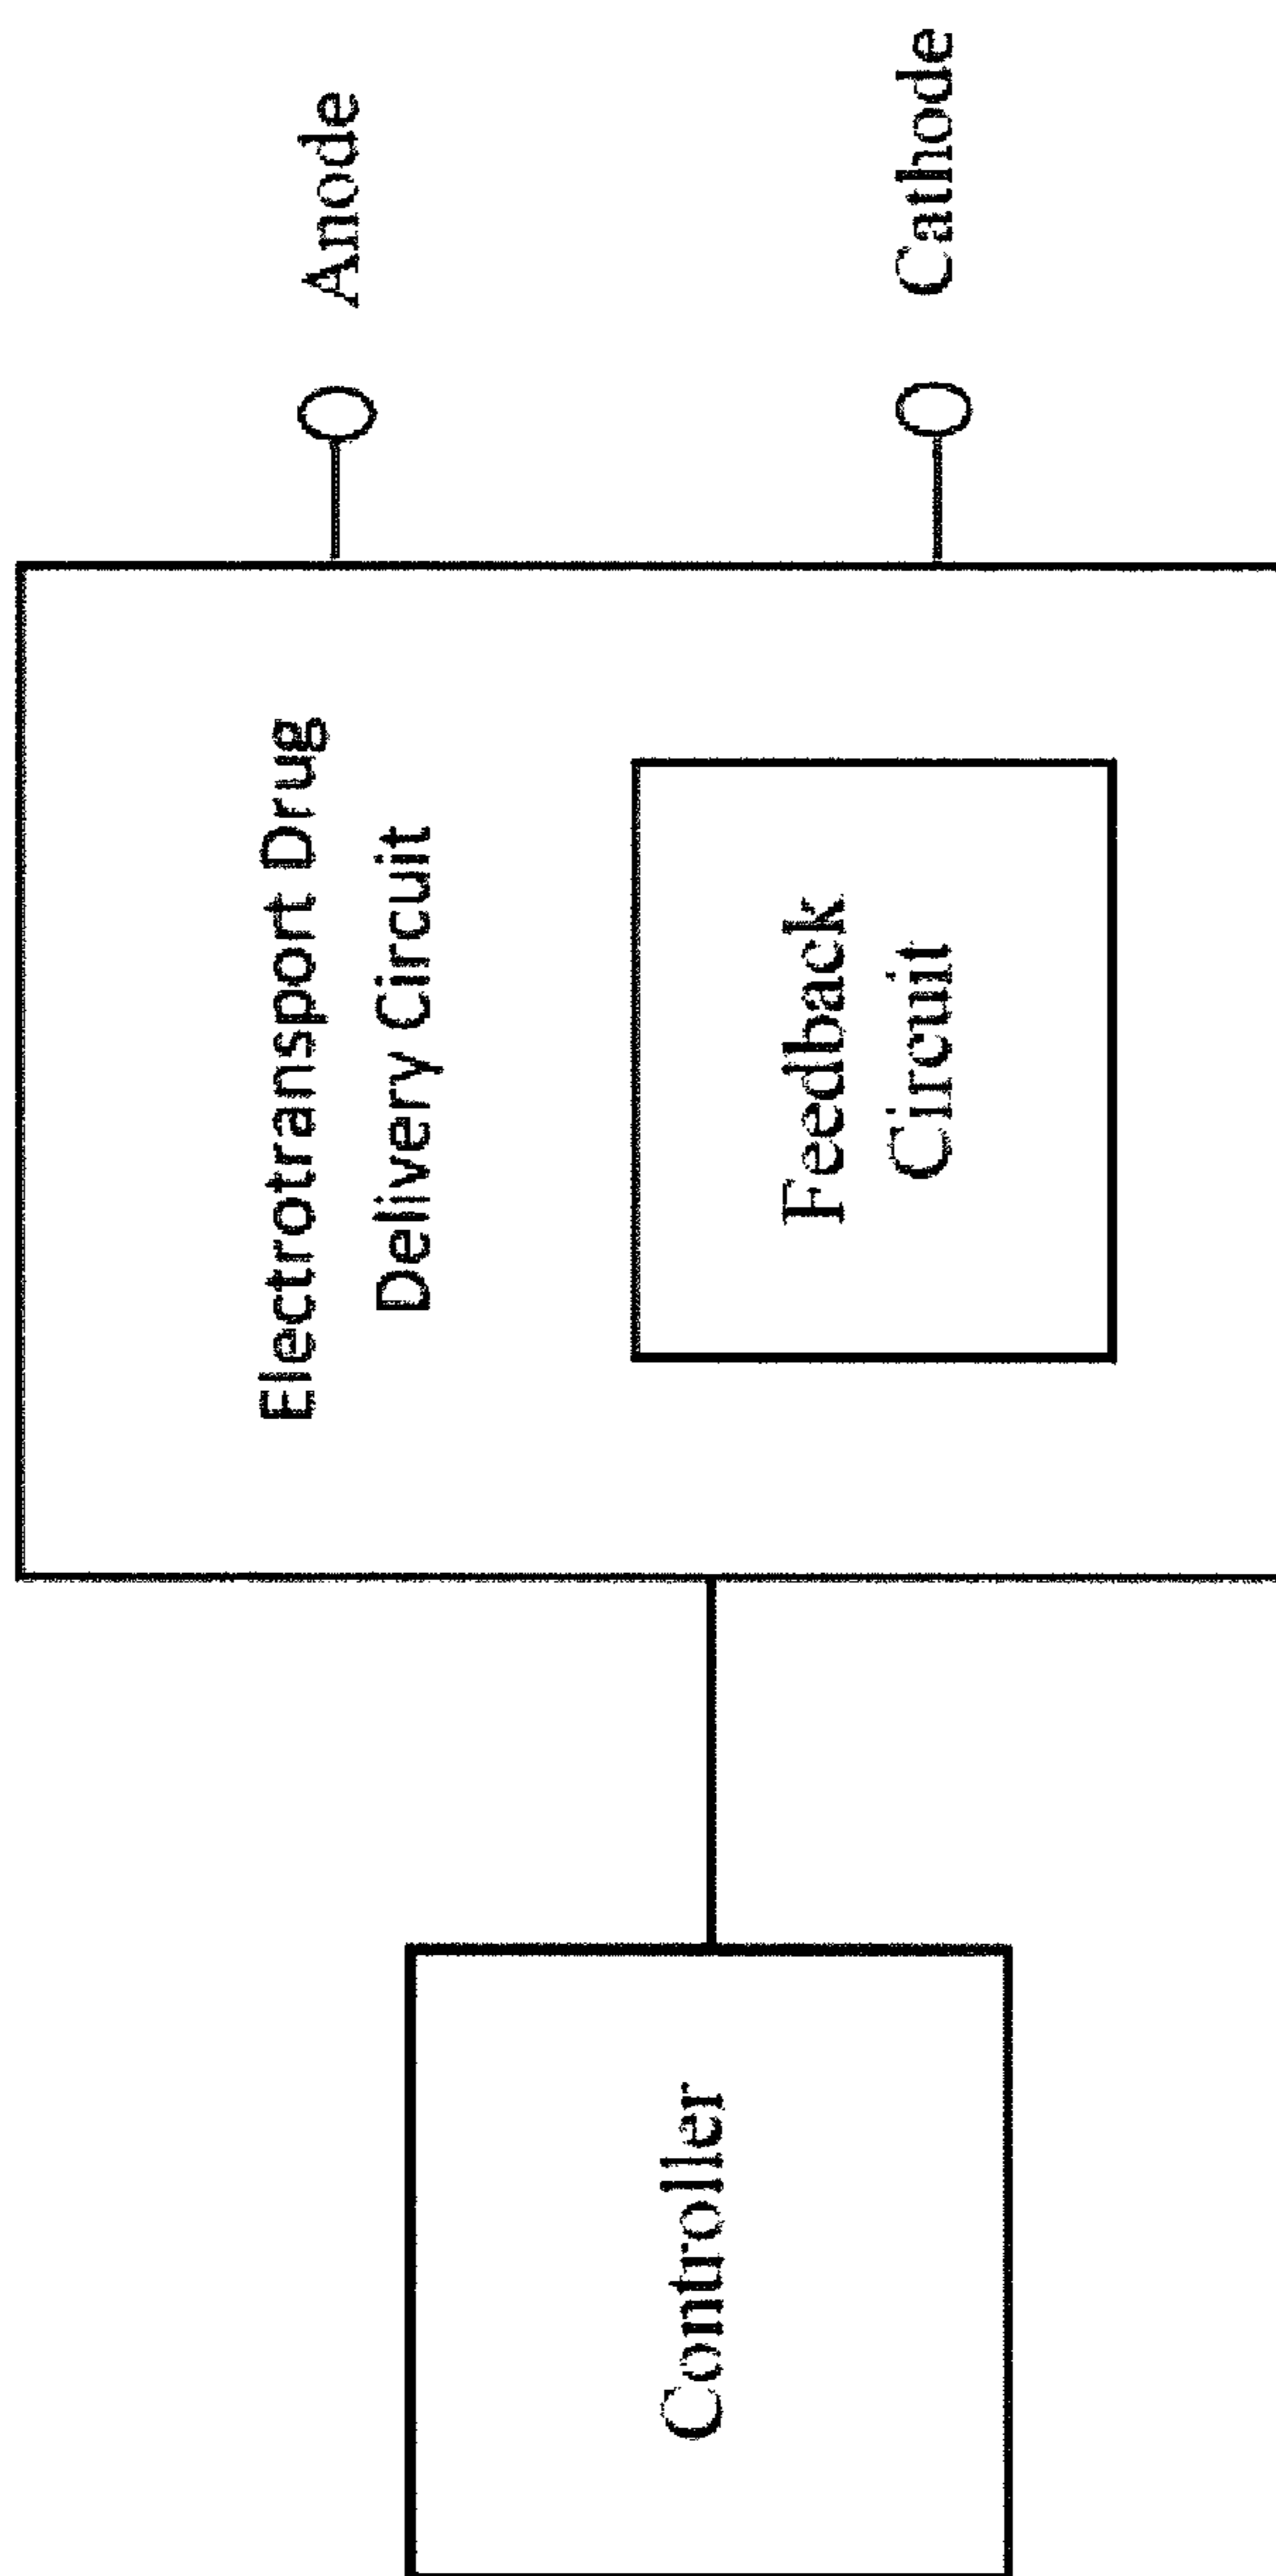 Controller
Electrotransport Drug
Delivery Circuit
Feedback
Circuit
Anode
Cathode